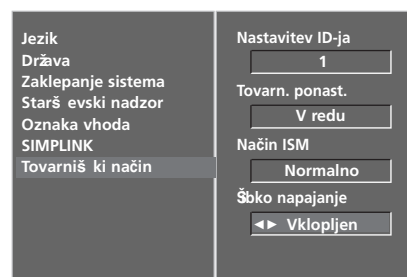 Jezik
Država
Zaklepanje sistema
Starš evski nadzor
Oznaka vhoda
SIMPLINK
Tovarniš ki način
Nastavitev ID-ja
1
Tovarn. ponast.
V redu
Način ISM
Normalno
Šibko napajanje
◄► Vklopljen